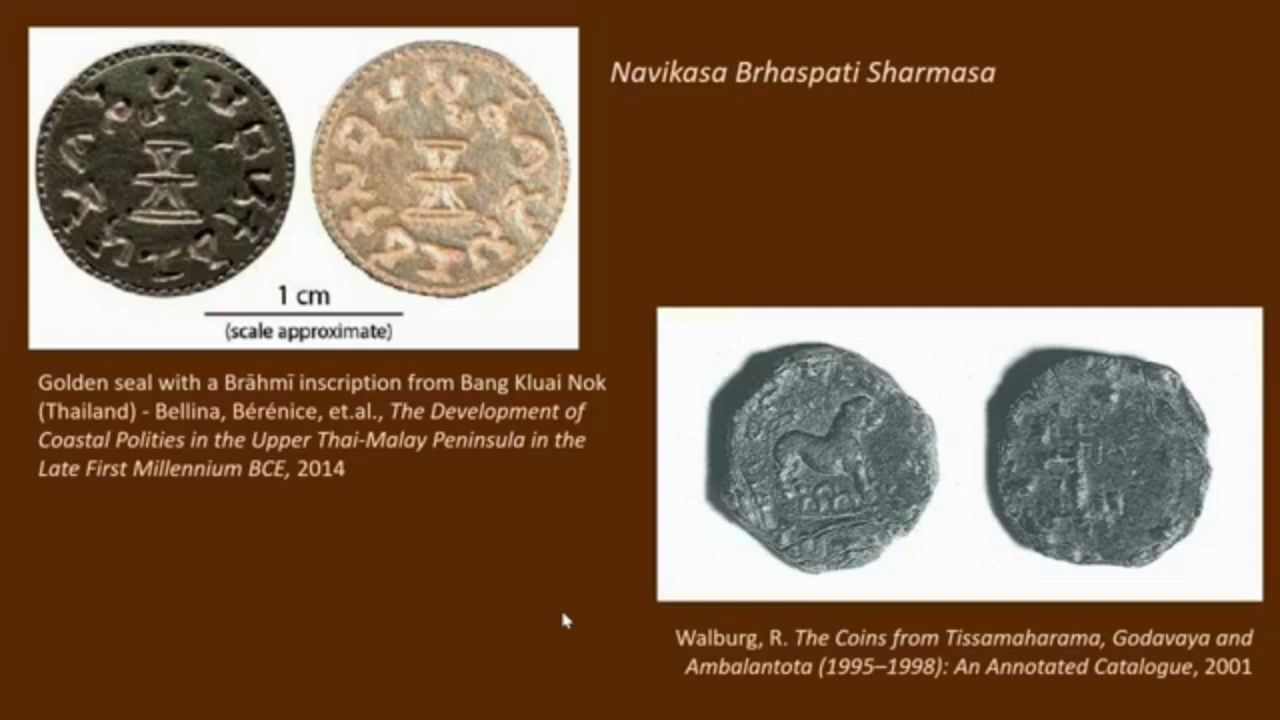 Navikasa Brhaspati Sharmasa
1 cm
(scale approximate)
Golden seal with a Brāhmī inscription from Bang Kluai Nok
(Thailand) - Bellina, Bérénice, et.al., The Development of
Coastal Polities in the Upper Thai-Malay Peninsula in the
Late First Millennium BCE, 2014
Walburg, R. The Coins from Tissamaharama, Godavaya and
Ambalantota (1995–1998): An Annotated Catalogue, 2001